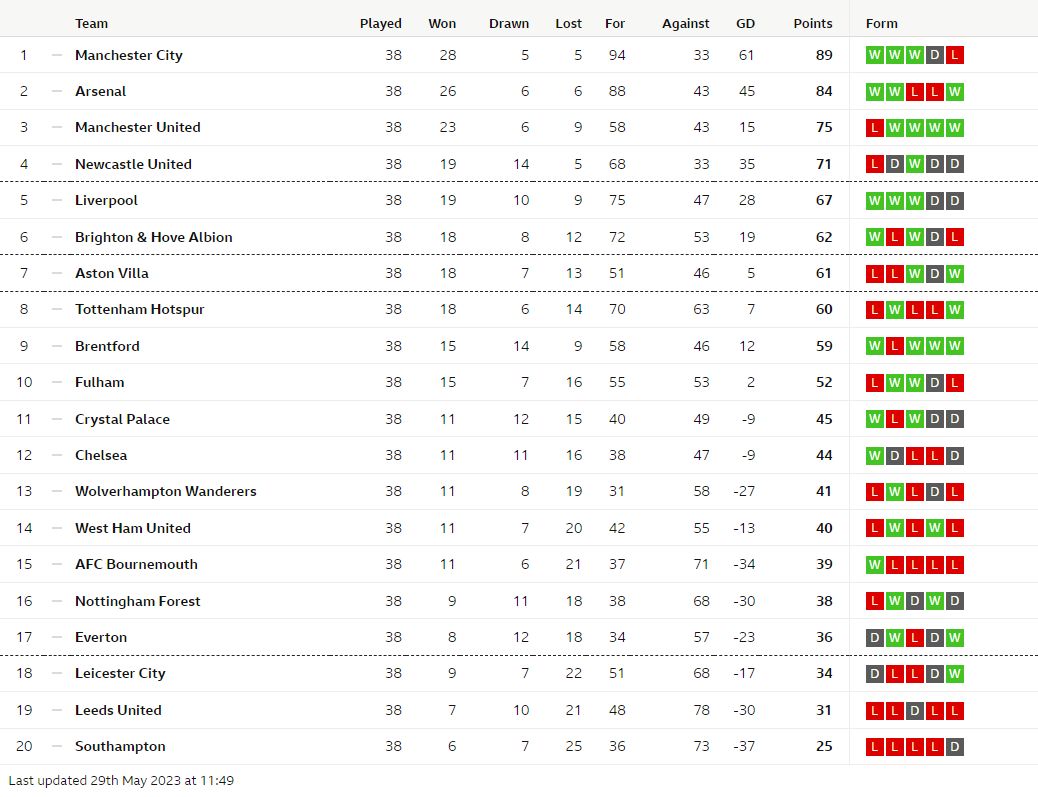 Team Played Won Drawn Lost For Against GD Points Form
1 — Manchester City 38 28 5 5 94 33 61 89 W W W D L
2 — Arsenal 38 26 6 6 88 43 45 84 W W L L W
3 — Manchester United 38 23 6 9 58 43 15 75 L W W W W
4 — Newcastle United 38 19 14 5 68 33 35 71 L D W D D
5 — Liverpool 38 19 10 9 75 47 28 67 W W W D D
6 — Brighton & Hove Albion 38 18 8 12 72 53 19 62 W L W D L
7 — Aston Villa 38 18 7 13 51 46 5 61 L L W D W
8 — Tottenham Hotspur 38 18 6 14 70 63 7 60 L W L L W
9 — Brentford 38 15 14 9 58 46 12 59 W L W W W
10 — Fulham 38 15 7 16 55 53 2 52 L W W D L
11 — Crystal Palace 38 11 12 15 40 49 -9 45 W L W D D
12 — Chelsea 38 11 11 16 38 47 -9 44 W D L L D
13 — Wolverhampton Wanderers 38 11 8 19 31 58 -27 41 L W L D L
14 — West Ham United 38 11 7 20 42 55 -13 40 L W L W L
15 — AFC Bournemouth 38 11 6 21 37 71 -34 39 W L L L L
16 — Nottingham Forest 38 9 11 18 38 68 -30 38 L W D W D
17 — Everton 38 8 12 18 34 57 -23 36 D W L D W
18 — Leicester City 38 9 7 22 51 68 -17 34 D L L D W
19 — Leeds United 38 7 10 21 48 78 -30 31 L L D L L
20 — Southampton 38 6 7 25 36 73 -37 25 L L L L D
Last updated 29th May 2023 at 11:49